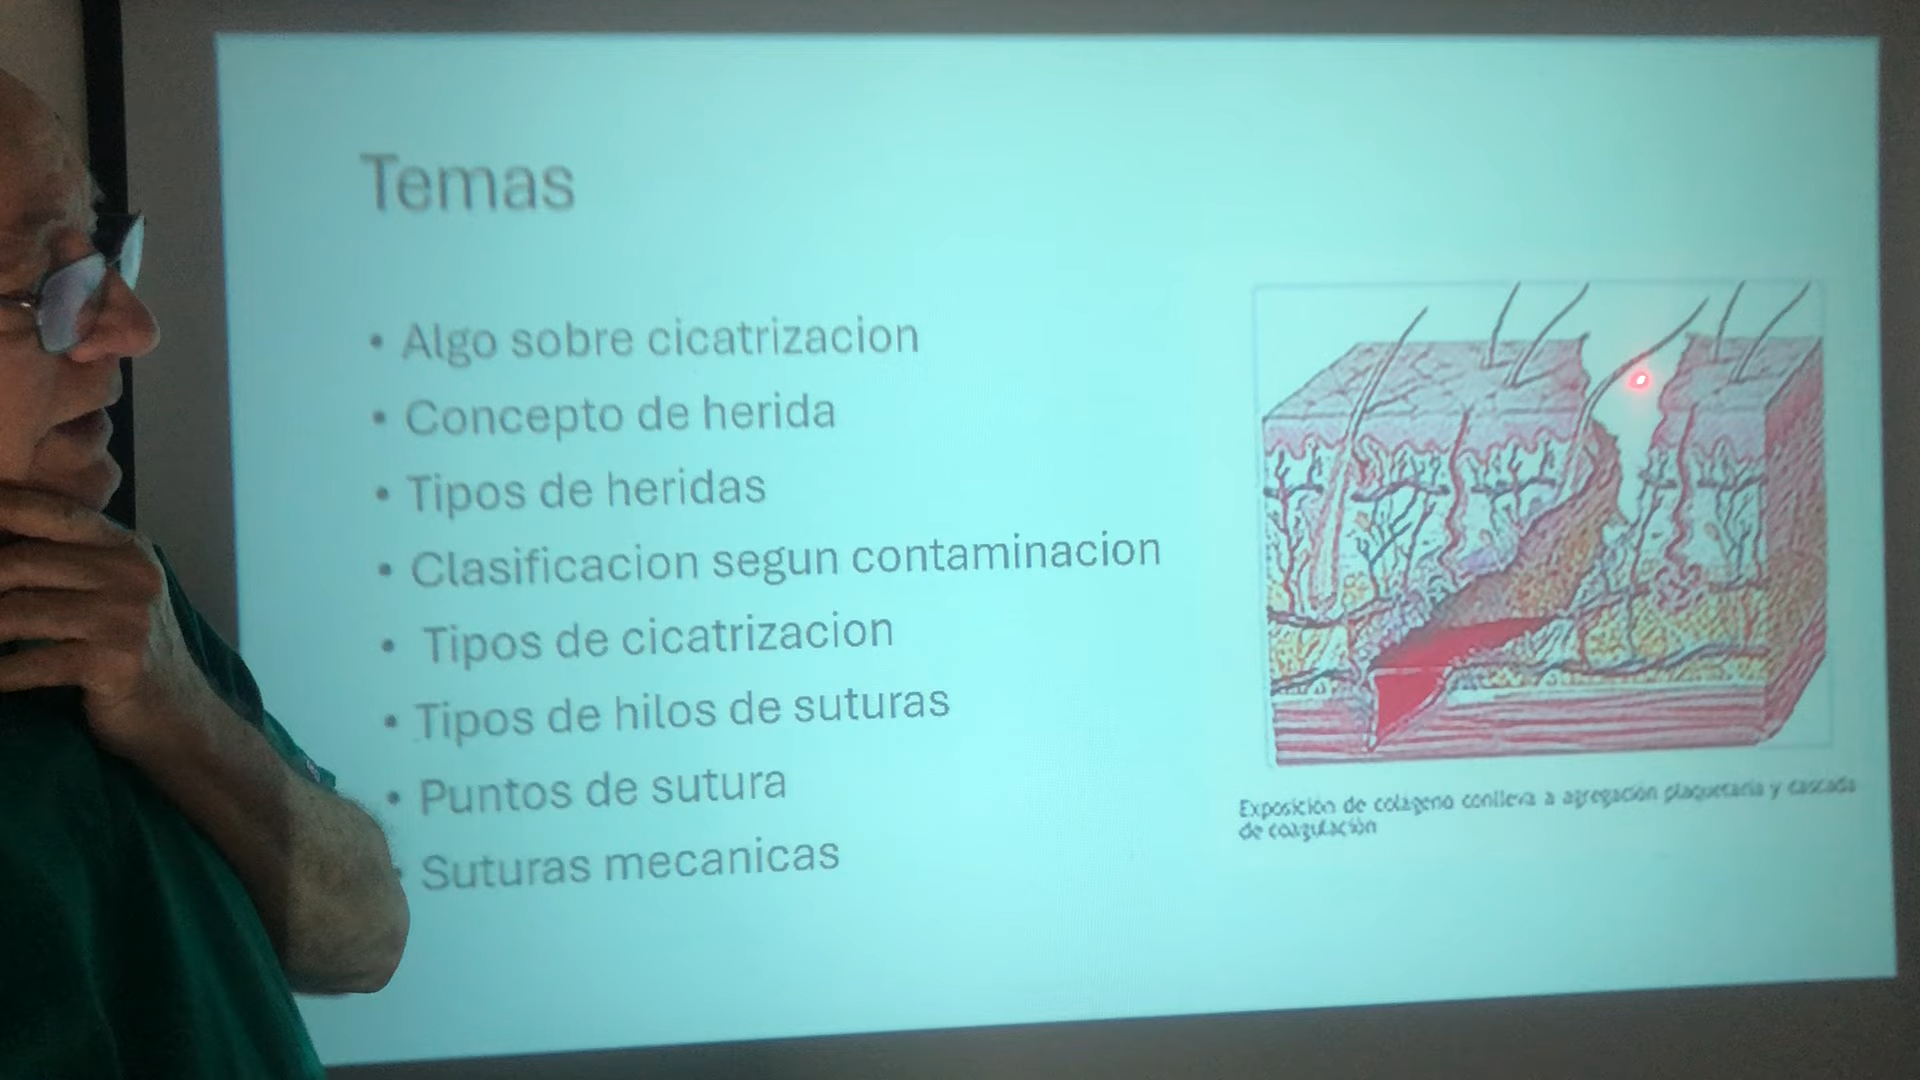 Temas
• Algo sobre cicatrizacion
• Concepto de herida
• Tipos de heridas
• Clasificacion segun contaminacion
• Tipos de cicatrizacion
• Tipos de hilos de suturas
• Puntos de sutura
• Suturas mecanicas
Exposición de colágeno conlleva a agregación plaquetaria y cascada
de coagulación